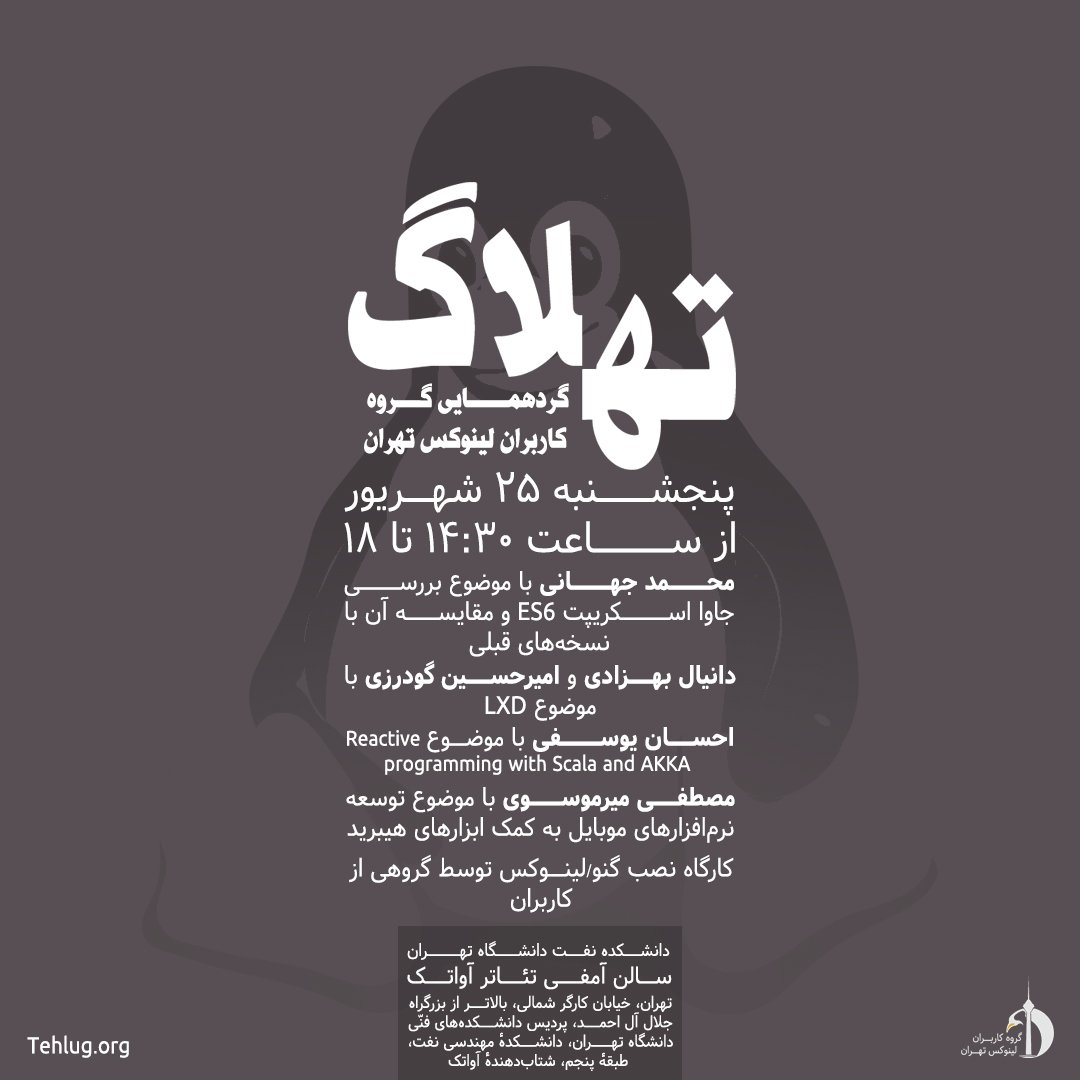 تهلاگ
گردهمایی گروه
کاربران لینوکس تهران
پنجشنبه ۲۵ شهریور
از ساعت ۱۴:۳۰ تا ۱۸
محمد جهانی با موضوع بررسی
جاوا اسکریپت ES6 و مقایسه آن با
نسخه‌های قبلی
دانیال بهزادی و امیرحسین گودرزی با
موضوع LXD
احسان یوسفی با موضوع Reactive
programming with Scala and AKKA
مصطفی میرموسوی با موضوع توسعه
نرم‌افزارهای موبایل به کمک ابزارهای هیبرید
کارگاه نصب گنو/لینوکس توسط گروهی از
کاربران
دانشکده نفت دانشگاه تهران
سالن آمفی تئاتر آواتک
تهران، خیابان کارگر شمالی، بالاتر از بزرگراه
جلال آل احمد، پردیس دانشکده‌های فنّی
دانشگاه تهران، دانشکدهٔ مهندسی نفت،
طبقهٔ پنجم، شتاب‌دهندهٔ آواتک
Tehlug.org
گروه کاربران
لینوکس تهران